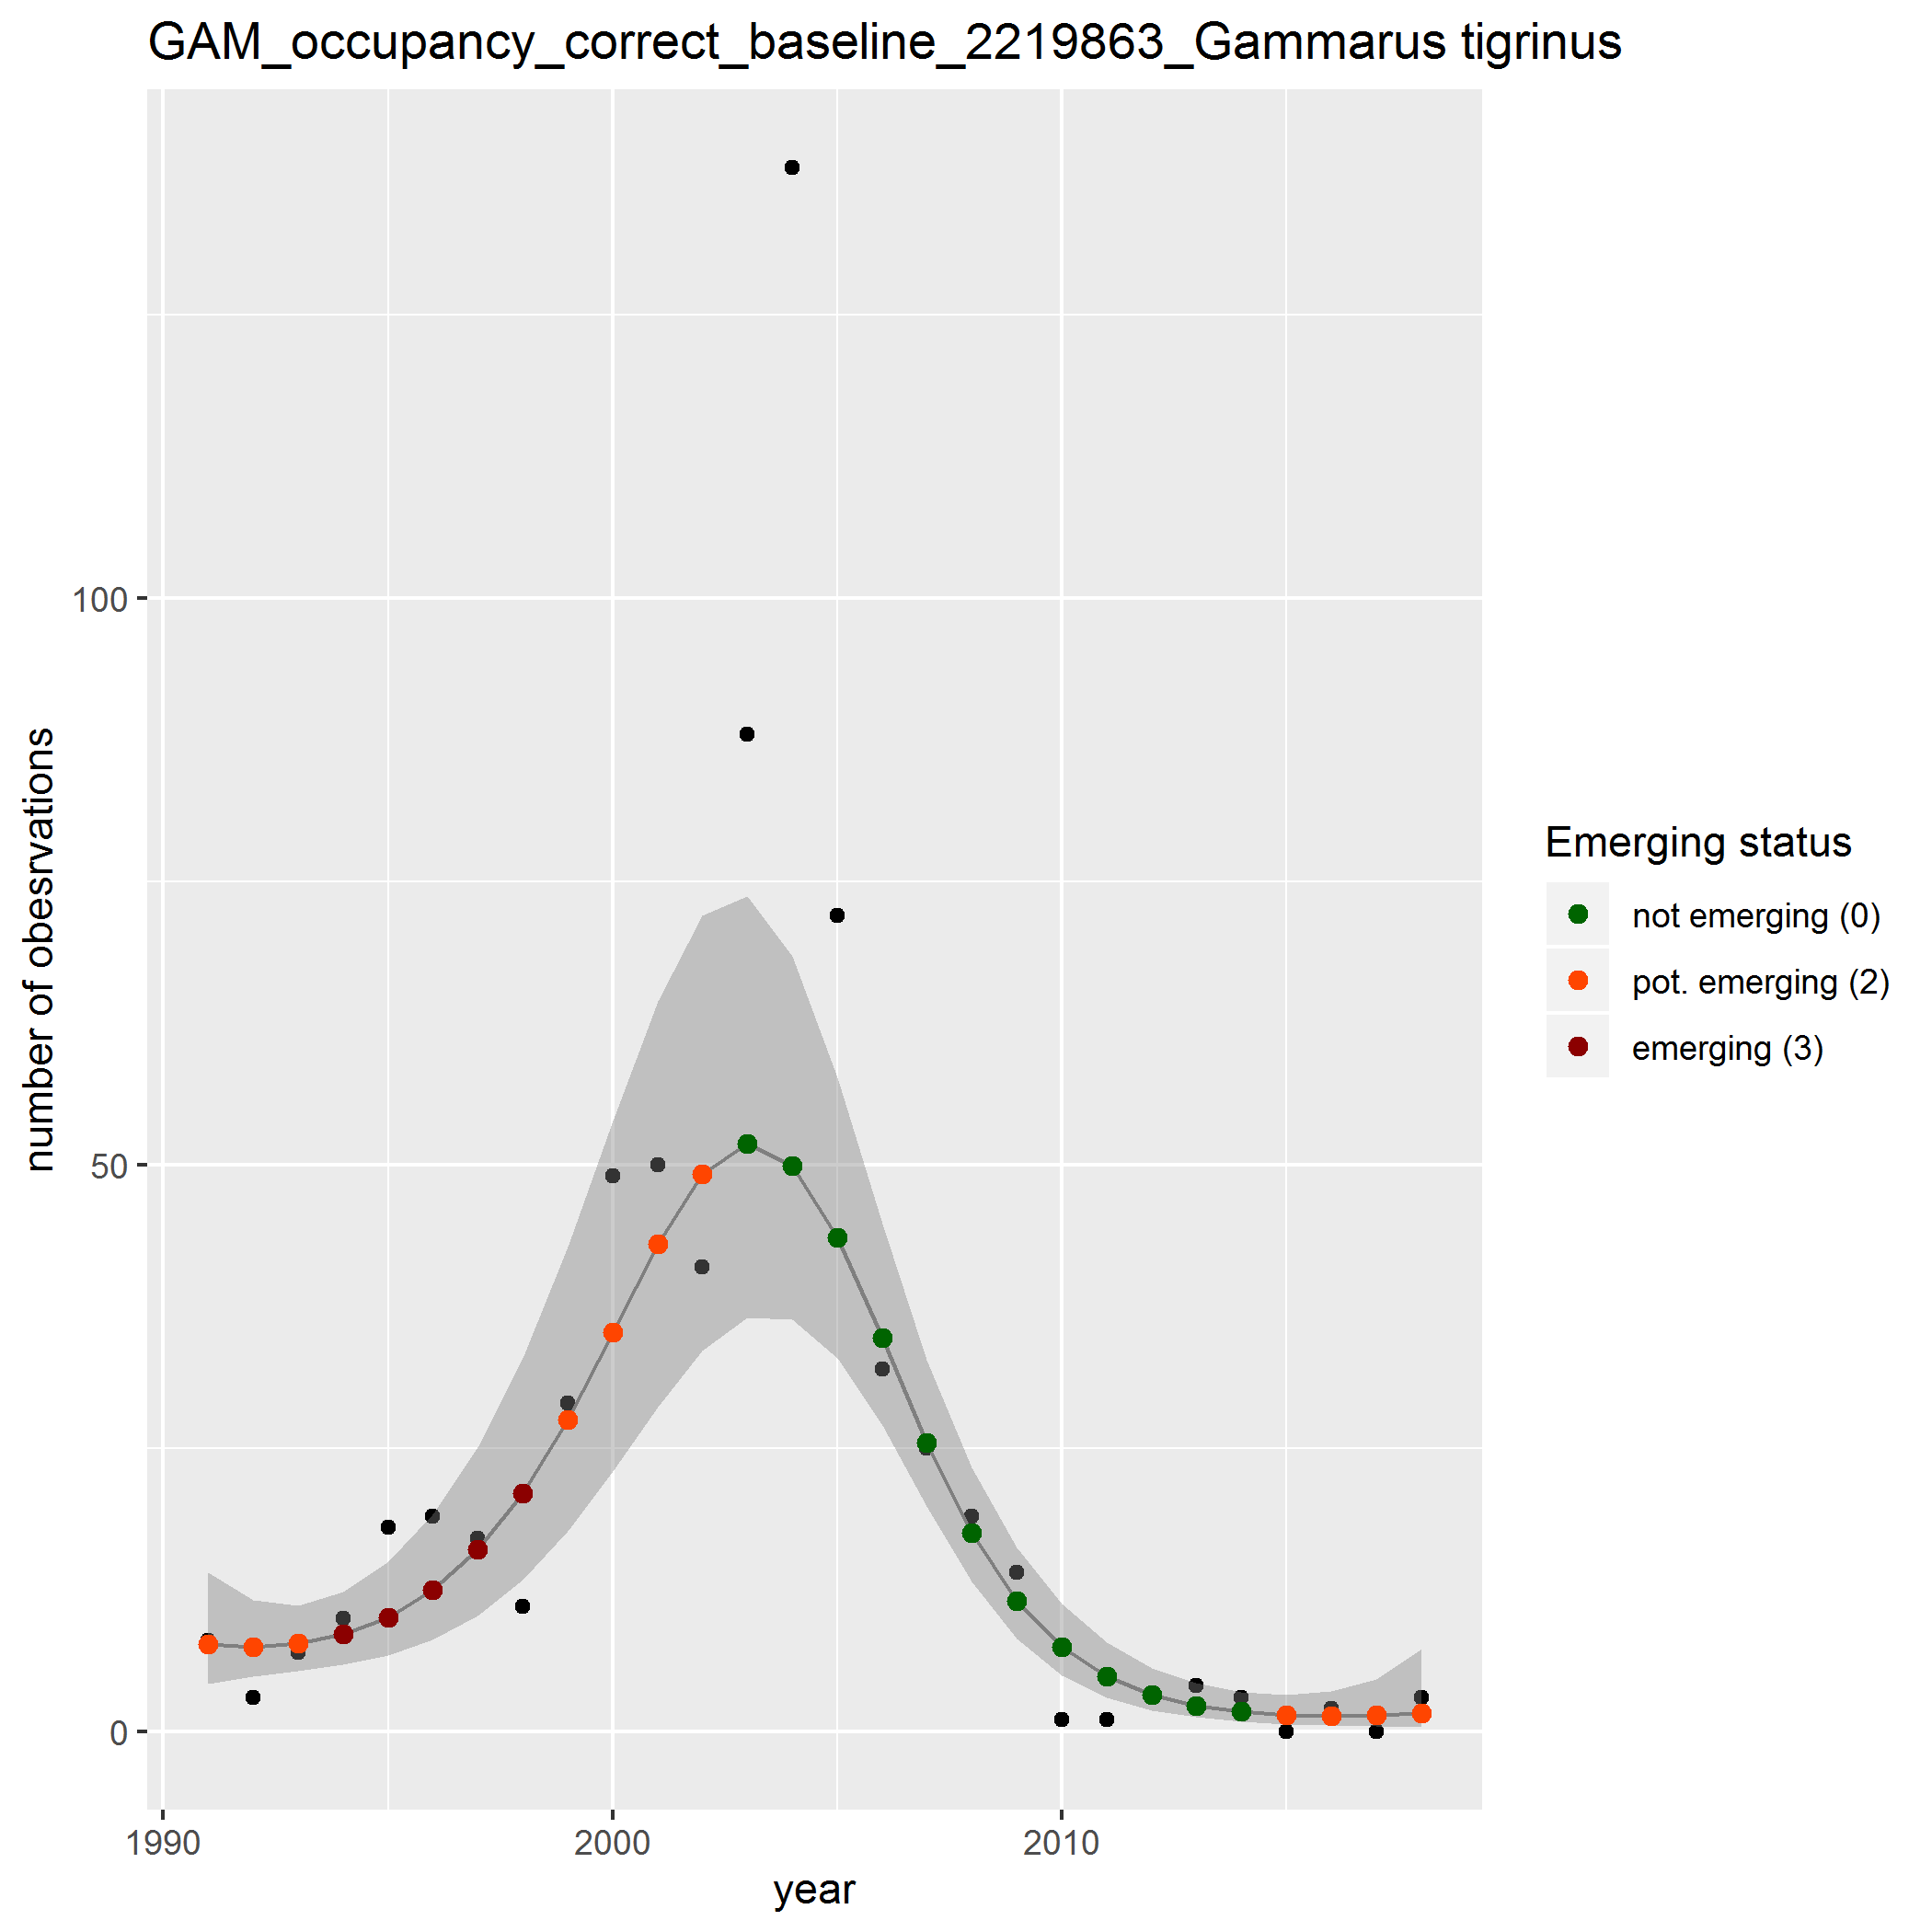 GAM_occupancy_correct_baseline_2219863_Gammarus tigrinus
number of obesrvations
100
50
0
1990
2000
2010
year
Emerging status
not emerging (0)
pot. emerging (2)
emerging (3)